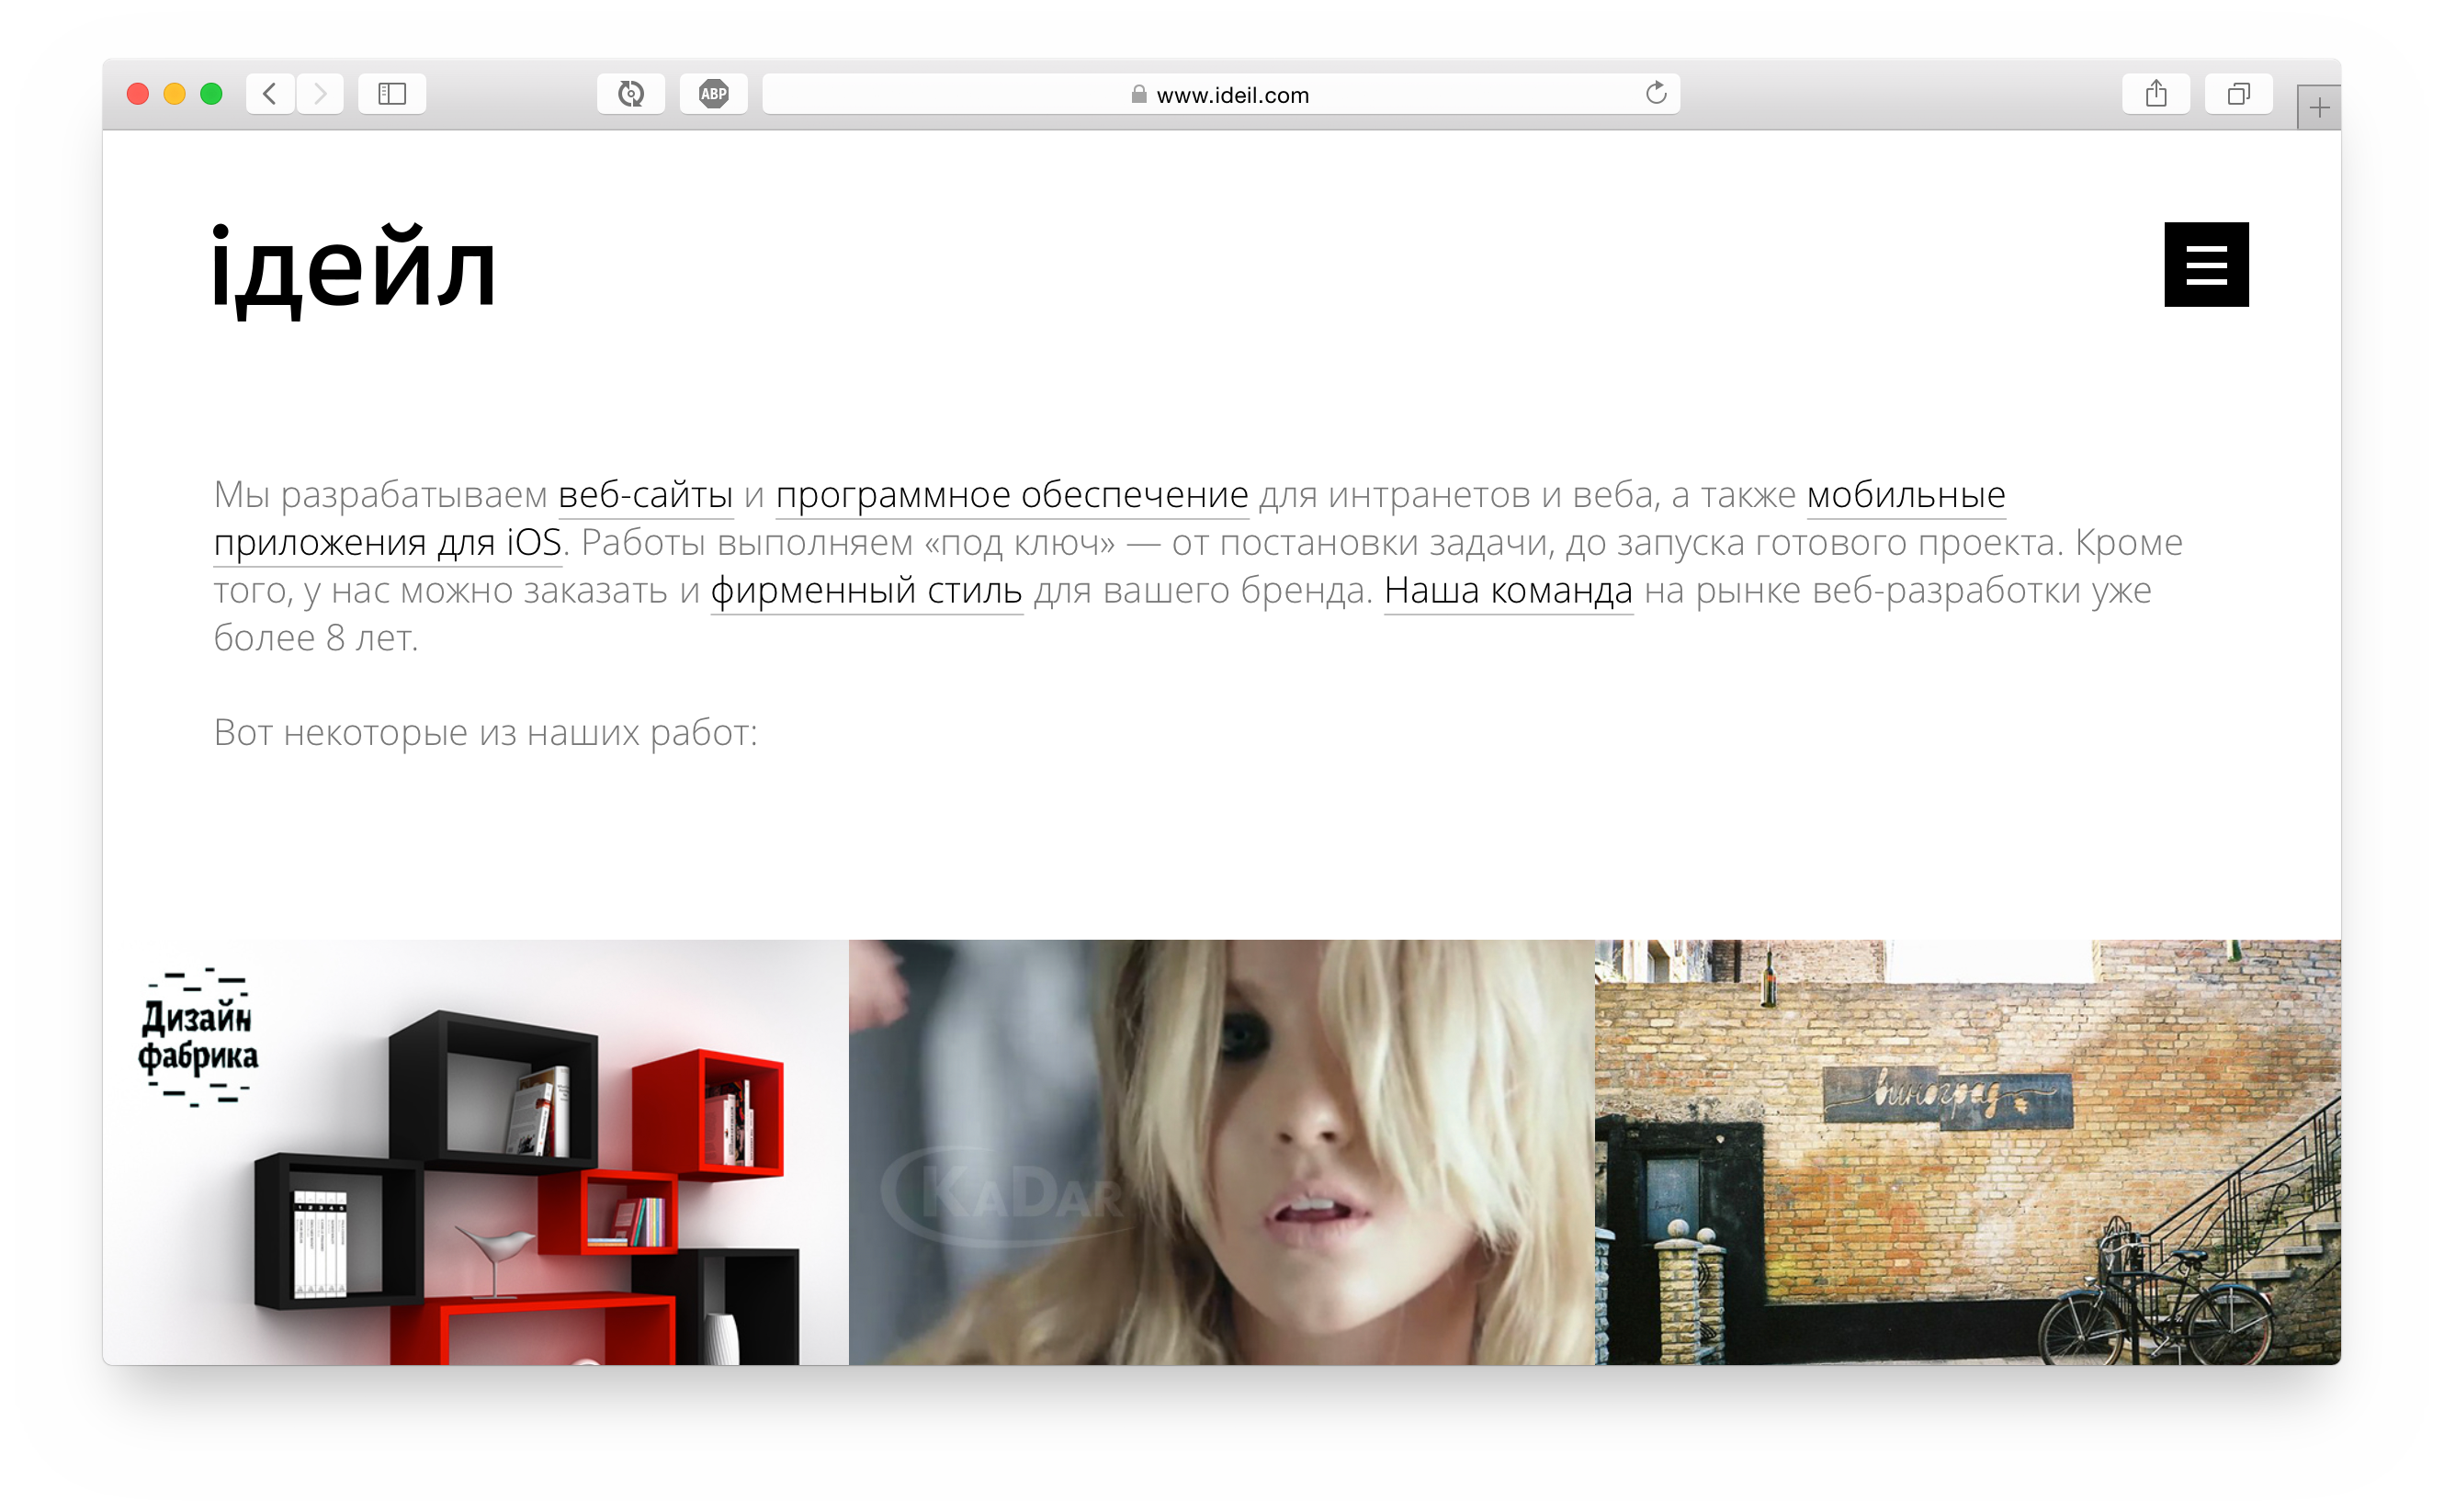 ABP
www.ideil.com
ідейл
Мы разрабатываем веб-сайты и программное обеспечение для интранетов и веба, а также мобильные
приложения для iOS. Работы выполняем «под ключ» — от постановки задачи, до запуска готового проекта. Кроме
того, у нас можно заказать и фирменный стиль для вашего бренда. Наша команда на рынке веб-разработки уже
более 8 лет.
Вот некоторые из наших работ:
Дизайн
фабрика
KADAR
виноград